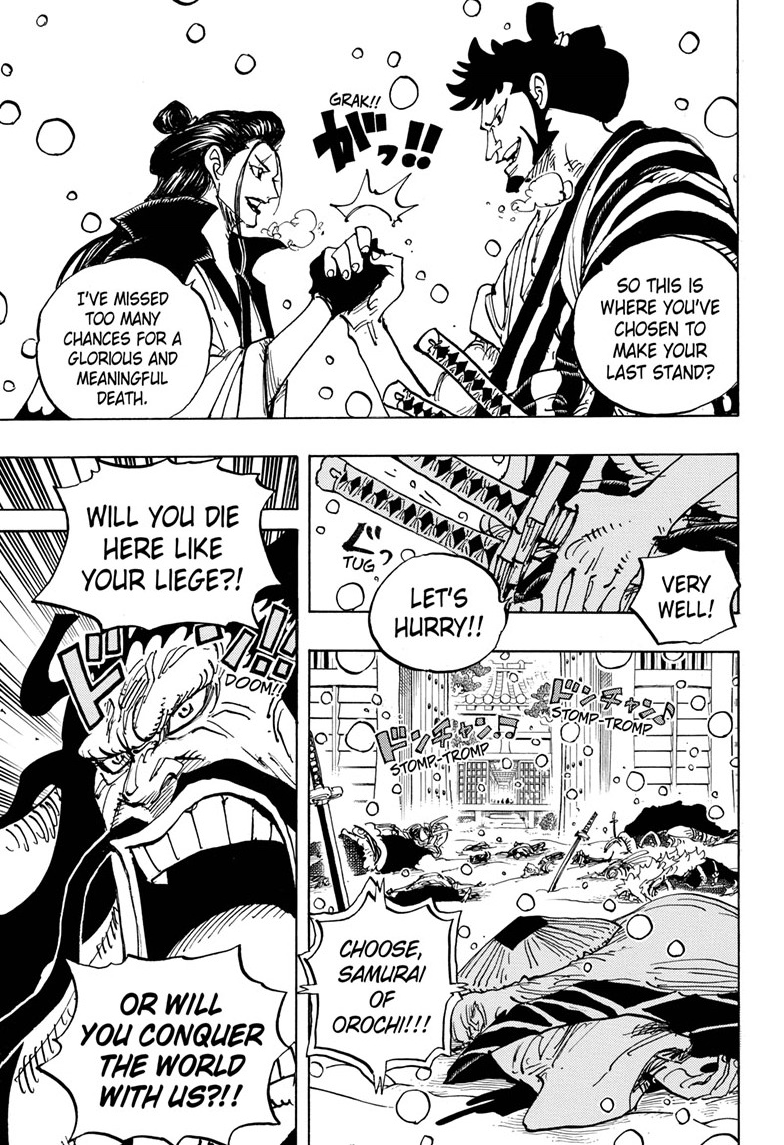 SO THIS IS
WHERE YOU'VE
CHOSEN TO
MAKE YOUR
LAST STAND?
GRAK!!
ガッ!!
I'VE MISSED
TOO MANY
CHANCES FOR A
GLORIOUS AND
MEANINGFUL
DEATH.
VERY
WELL!
ぐっ
TUG
LET'S
HURRY!!
ドンチャン♫
STOMP-TROMP
ドンチャン♫
STOMP-TROMP
CHOOSE,
SAMURAI
OF
OROCHI!!!
WILL YOU DIE
HERE LIKE
YOUR LIEGE?!
ドン!!
DOOM!!
OR WILL
YOU CONQUER
THE WORLD
WITH US?!!